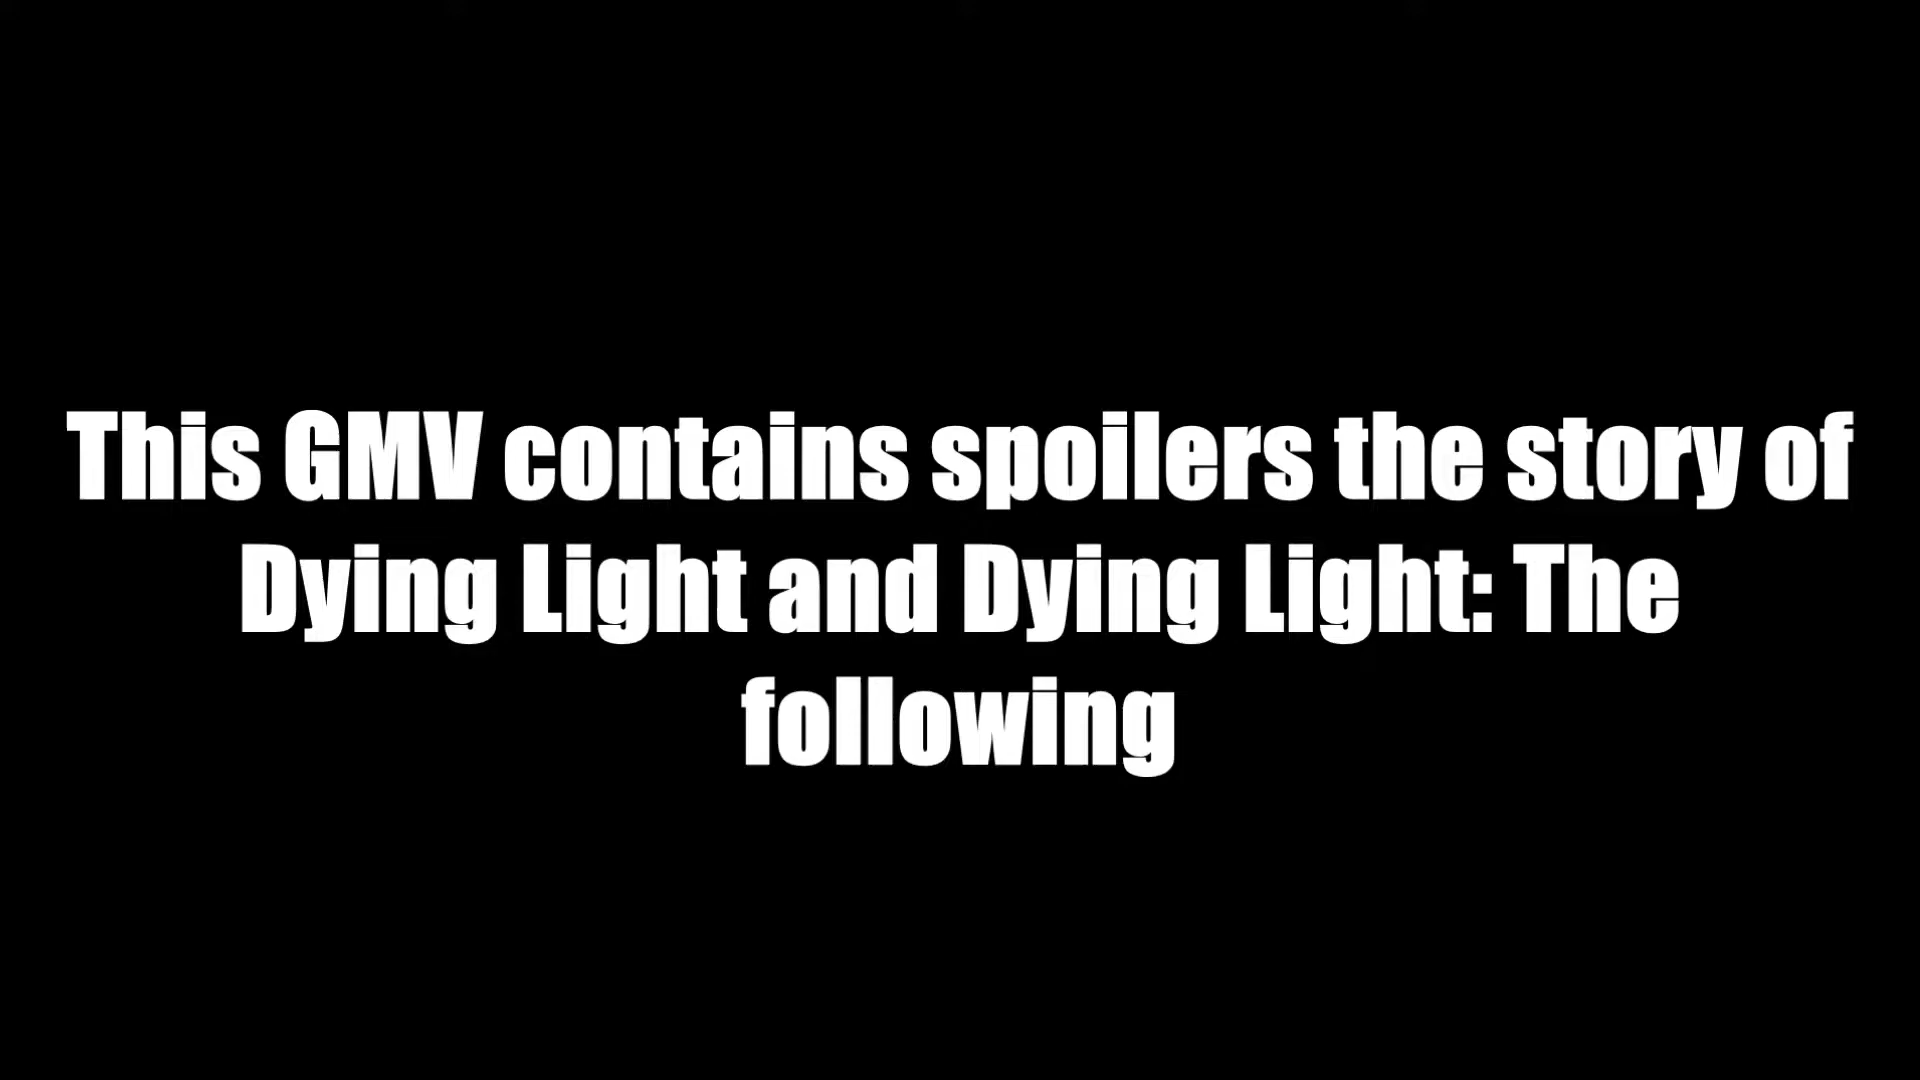 This GMV contains spoilers the story of
Dying Light and Dying Light: The
following